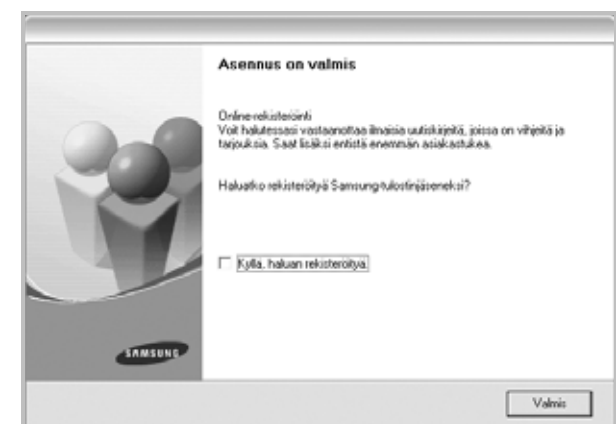 Asennus on valmis
Online-rekisteröinti
Voit halutessasi vastaanottaa ilmaisia uutiskirjeitä, joissa on vihjeitä ja
tarjouksia. Saat lisäksi entistä enemmän asiakastukea.
Haluatko rekisteröityä Samsung-tulostinjäseneksi?
Kyllä, haluan rekisteröityä.
SAMSUNG
Valmis